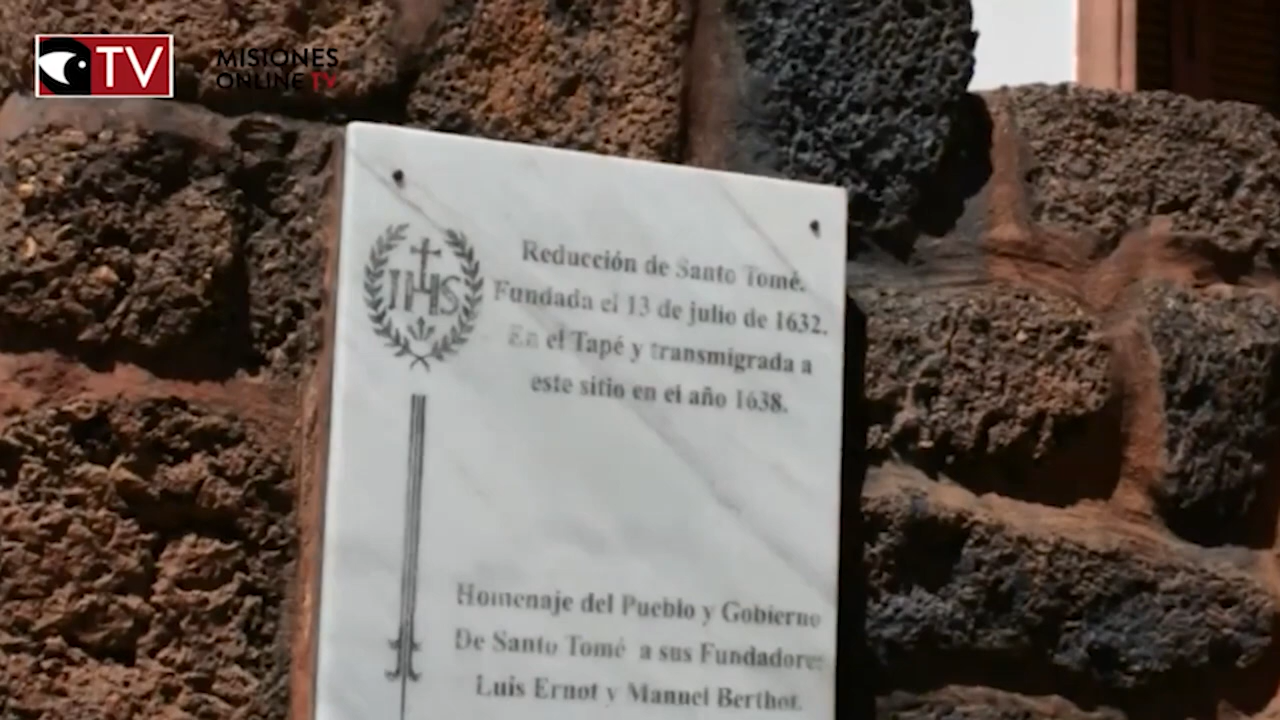 TV
MISIONES
ONLINE TV
IHS
Reducción de Santo Tomé.
Fundada el 13 de julio de 1632.
En el Tapé y transmigrada a
este sitio en el año 1638.
Homenaje del Pueblo y Gobierno
De Santo Tomé a sus Fundadores
Luis Ernot y Manuel Berthot.